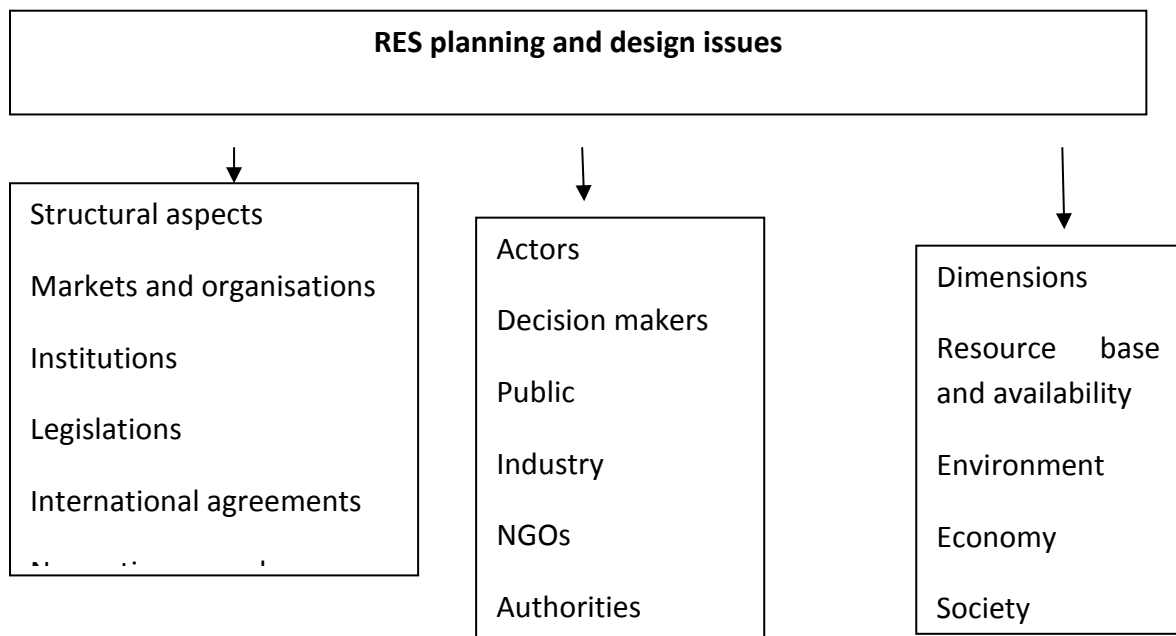 RES planning and design issues
Structural aspects
Markets and organisations
Institutions
Legislations
International agreements
Actors
Decision makers
Public
Industry
NGOs
Authorities
Dimensions
Resource base
and availability
Environment
Economy
Society